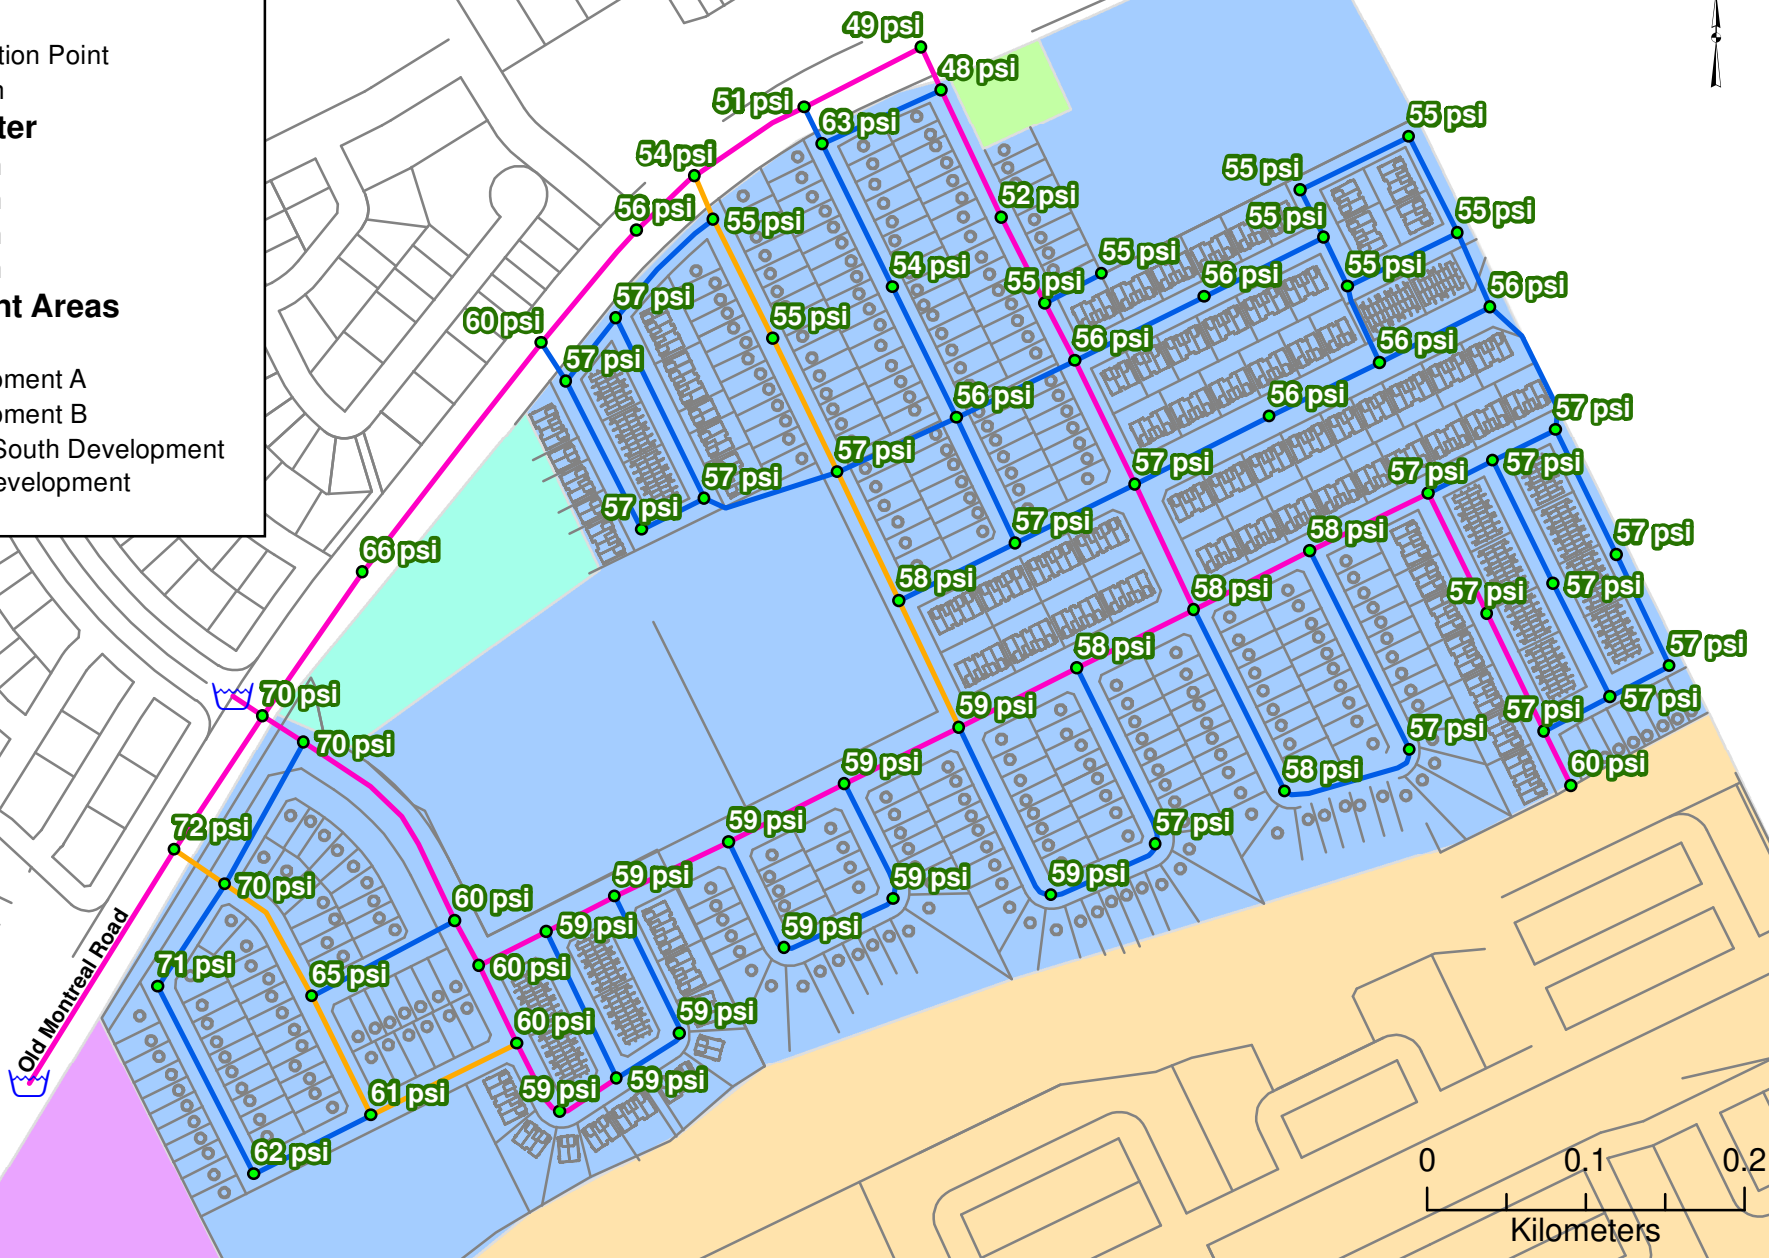 tion Point
n
ter
nt Areas
pment A
pment B
South Development
evelopment
49 psi
48 psi
51 psi
63 psi
54 psi
56 psi
55 psi
52 psi
55 psi
55 psi
55 psi
55 psi
55 psi
54 psi
55 psi
56 psi
55 psi
56 psi
57 psi
55 psi
60 psi
57 psi
56 psi
56 psi
56 psi
56 psi
57 psi
57 psi
57 psi
57 psi
57 psi
57 psi
57 psi
57 psi
58 psi
57 psi
66 psi
58 psi
58 psi
57 psi
57 psi
58 psi
57 psi
70 psi
59 psi
57 psi
57 psi
70 psi
57 psi
59 psi
58 psi
60 psi
72 psi
59 psi
57 psi
70 psi
59 psi
59 psi
59 psi
60 psi
59 psi
59 psi
71 psi
65 psi
60 psi
60 psi
59 psi
61 psi
59 psi
59 psi
62 psi
Old Montreal Road
0 0.1 0.2
Kilometers